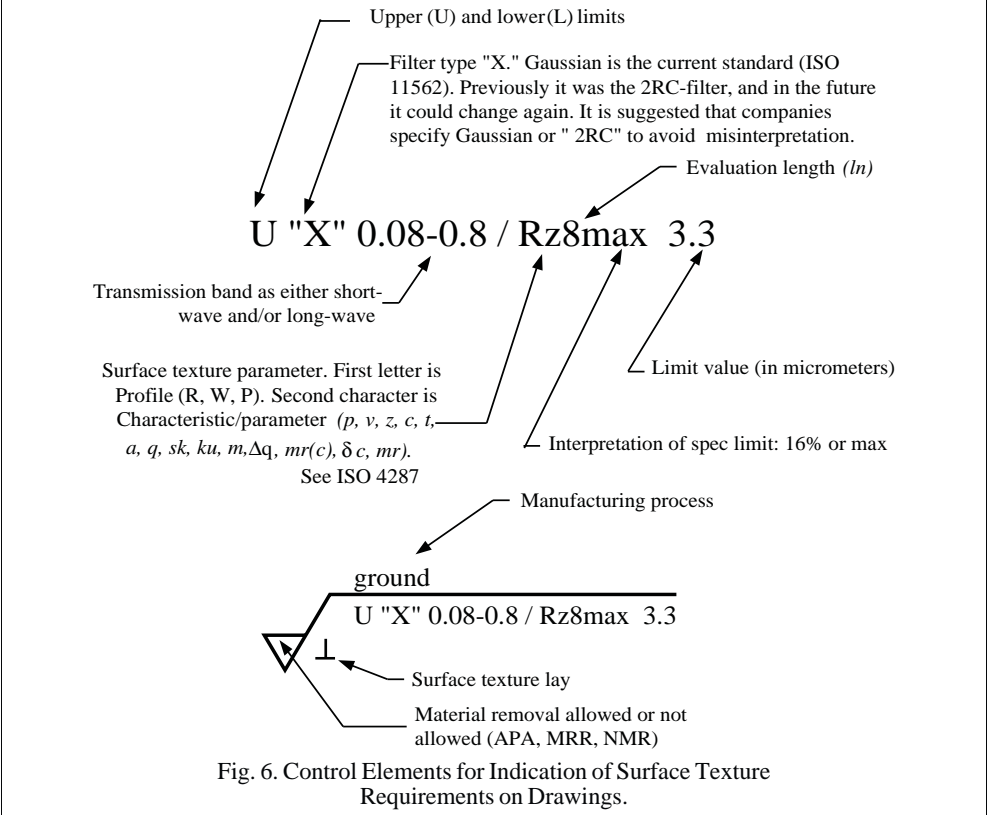 Upper (U) and lower(L) limits
Filter type "X." Gaussian is the current standard (ISO
11562). Previously it was the 2RC-filter, and in the future
it could change again. It is suggested that companies
specify Gaussian or " 2RC" to avoid misinterpretation.
Evaluation length (ln)
U "X" 0.08-0.8 / Rz8max 3.3
Transmission band as either short-
wave and/or long-wave
Limit value (in micrometers)
Surface texture parameter. First letter is
Profile (R, W, P). Second character is
Characteristic/parameter (p, v, z, c, t,
a, q, sk, ku, m,Δq, mr(c), δ c, mr).
See ISO 4287
Interpretation of spec limit: 16% or max
Manufacturing process
ground
U "X" 0.08-0.8 / Rz8max 3.3
Surface texture lay
Material removal allowed or not
allowed (APA, MRR, NMR)
Fig. 6. Control Elements for Indication of Surface Texture
Requirements on Drawings.